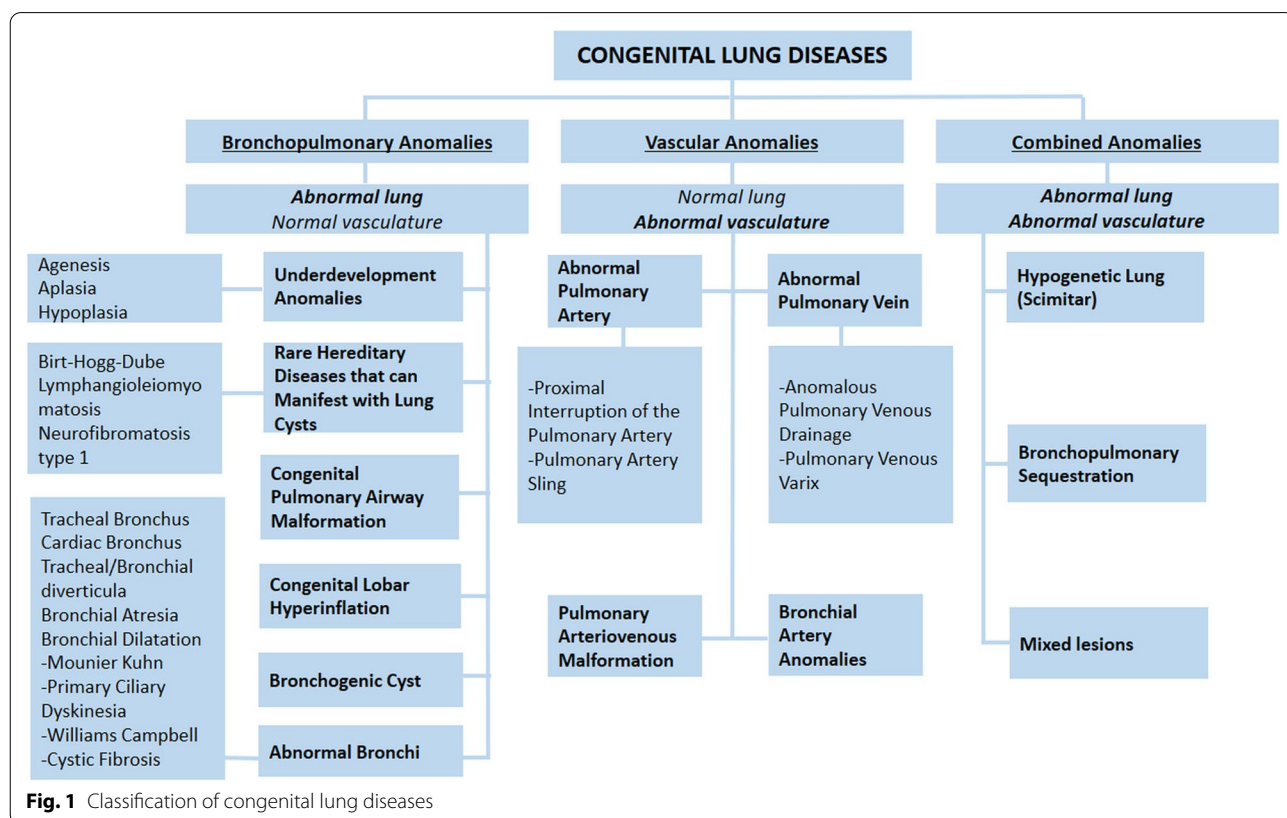 CONGENITAL LUNG DISEASES
Bronchopulmonary Anomalies
Abnormal lung
Normal vasculature
Agenesis
Aplasia
Hypoplasia
Underdevelopment
Anomalies
Birt-Hogg-Dube
Lymphangioleiomyo
matosis
Neurofibromatosis
type 1
Rare Hereditary
Diseases that can
Manifest with Lung
Cysts
Congenital
Pulmonary Airway
Malformation
Congenital Lobar
Hyperinflation
Bronchogenic Cyst
Tracheal Bronchus
Cardiac Bronchus
Tracheal/Bronchial
diverticula
Bronchial Atresia
Bronchial Dilatation
-Mounier Kuhn
-Primary Ciliary
Dyskinesia
-Williams Campbell
-Cystic Fibrosis
Abnormal Bronchi
Vascular Anomalies
Normal lung
Abnormal vasculature
Abnormal
Pulmonary
Artery
-Proximal
Interruption of the
Pulmonary Artery
-Pulmonary Artery
Sling
Abnormal
Pulmonary Vein
-Anomalous
Pulmonary Venous
Drainage
-Pulmonary Venous
Varix
Pulmonary
Arteriovenous
Malformation
Bronchial
Artery
Anomalies
Combined Anomalies
Abnormal lung
Abnormal vasculature
Hypogenetic Lung
(Scimitar)
Bronchopulmonary
Sequestration
Mixed lesions
Fig. 1 Classification of congenital lung diseases